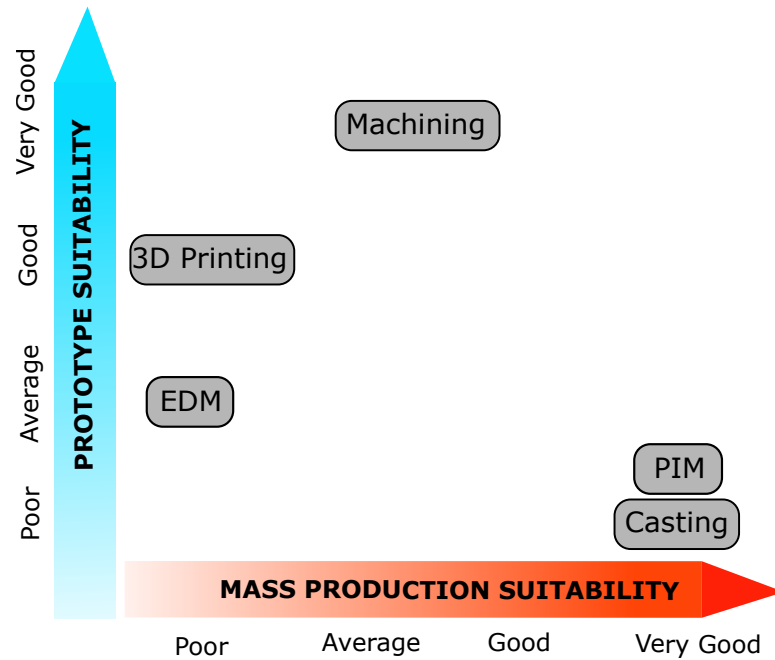 Very Good
Good
Average
Poor
PROTOTYPE SUITABILITY
Machining
3D Printing
EDM
PIM
Casting
MASS PRODUCTION SUITABILITY
Poor
Average
Good
Very Good